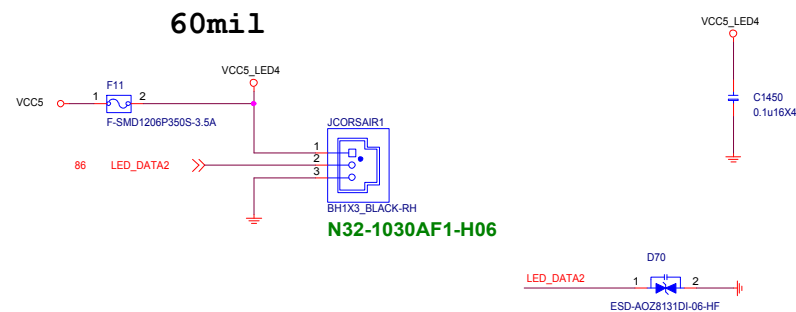 60mil
VCC5_LED4
VCC5
F11
1 2
F-SMD1206P350S-3.5A
VCC5_LED4
C1450
0.1u16X4
JCORSAIR1
1
86 LED_DATA2 2
3
BH1X3_BLACK-RH
N32-1030AF1-H06
D70
LED_DATA2 1 2
ESD-AOZ8131DI-06-HF